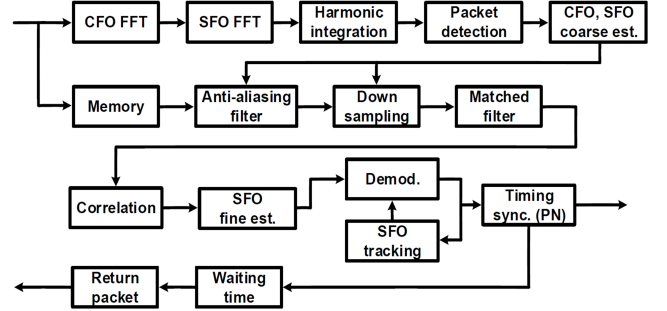 CFO FFT
SFO FFT
Harmonic
integration
Packet
detection
CFO, SFO
coarse est.
Memory
Anti-aliasing
filter
Down
sampling
Matched
filter
Correlation
SFO
fine est.
Demod.
SFO
tracking
Timing
sync. (PN)
Return
packet
Waiting
time